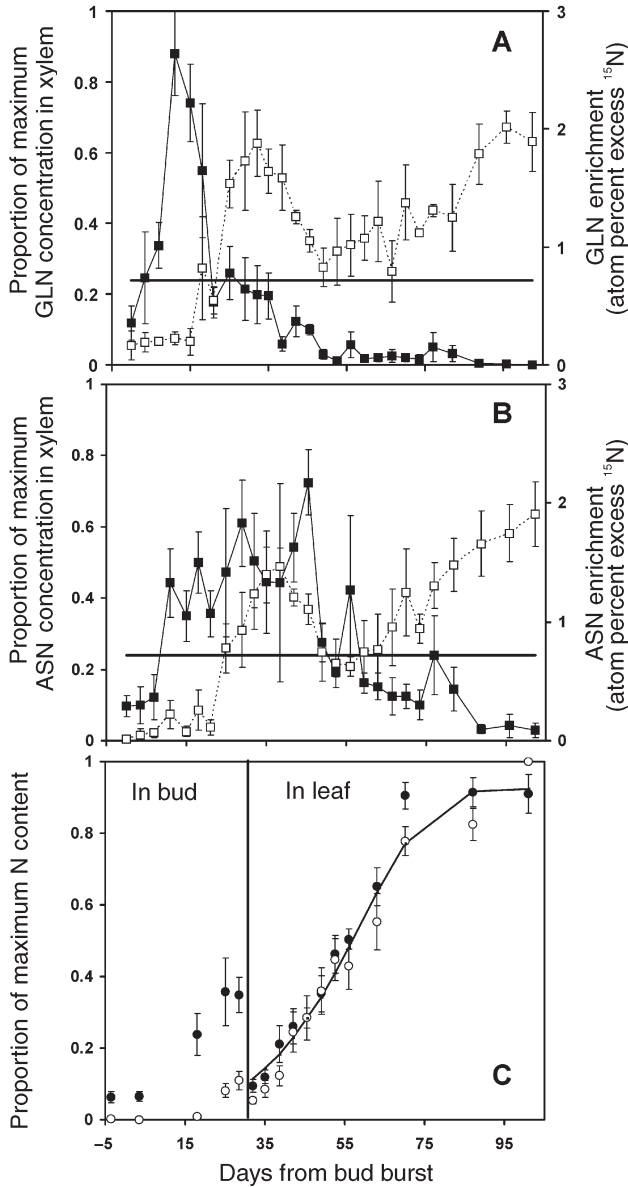 A
Proportion of maximum
GLN concentration in xylem
1
0.8
0.6
0.4
0.2
0
3
2
1
0
GLN enrichment
(atom percent excess ¹⁵N)
B
Proportion of maximum
ASN concentration in xylem
1
0.8
0.6
0.4
0.2
0
3
2
1
0
ASN enrichment
(atom percent excess ¹⁵N)
In bud
In leaf
C
Proportion of maximum N content
1
0.8
0.6
0.4
0.2
0
–5 15 35 55 75 95
Days from bud burst